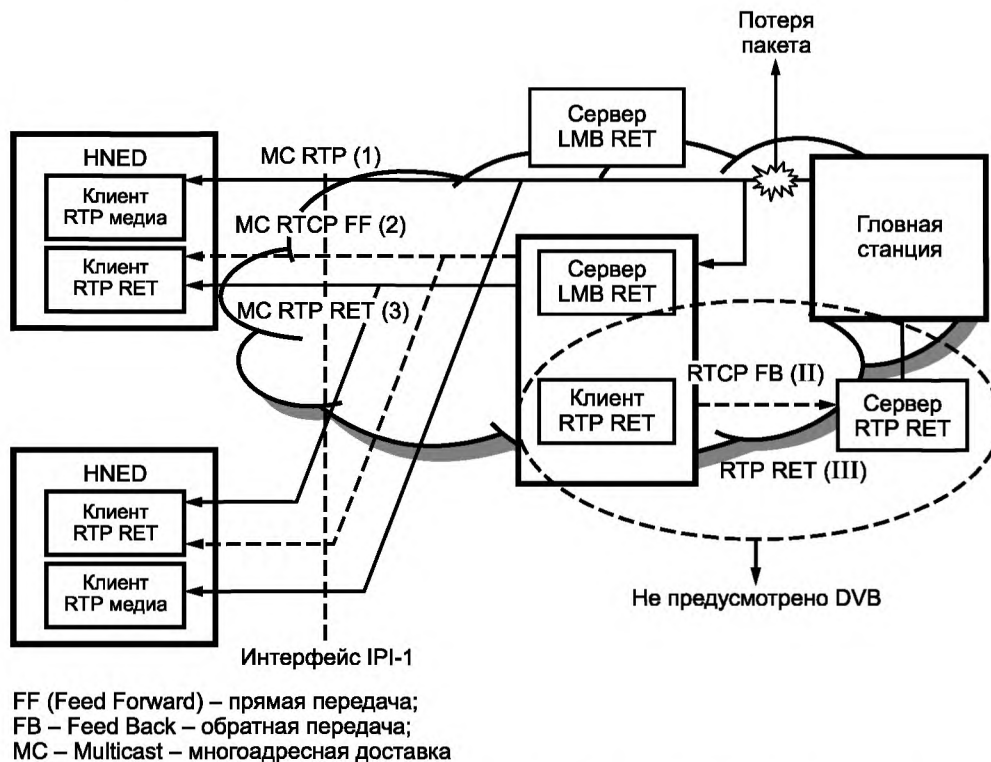 Потеря
пакета
Сервер
LMB RET
HNED
MC RTP (1)
Клиент
RTP медиа
MC RTCP FF (2)
Клиент
RTP RET
MC RTP RET (3)
Гловная
станция
Сервер
LMB RET
RTCP FB (II)
Клиент
RTP RET
Сервер
RTP RET
RTP RET (III)
HNED
Клиент
RTP RET
Клиент
RTP медиа
Не предусмотрено DVB
Интерфейс IPI-1
FF (Feed Forward) – прямая передача;
FB – Feed Back – обратная передача;
MC – Multicast – многоадресная доставка